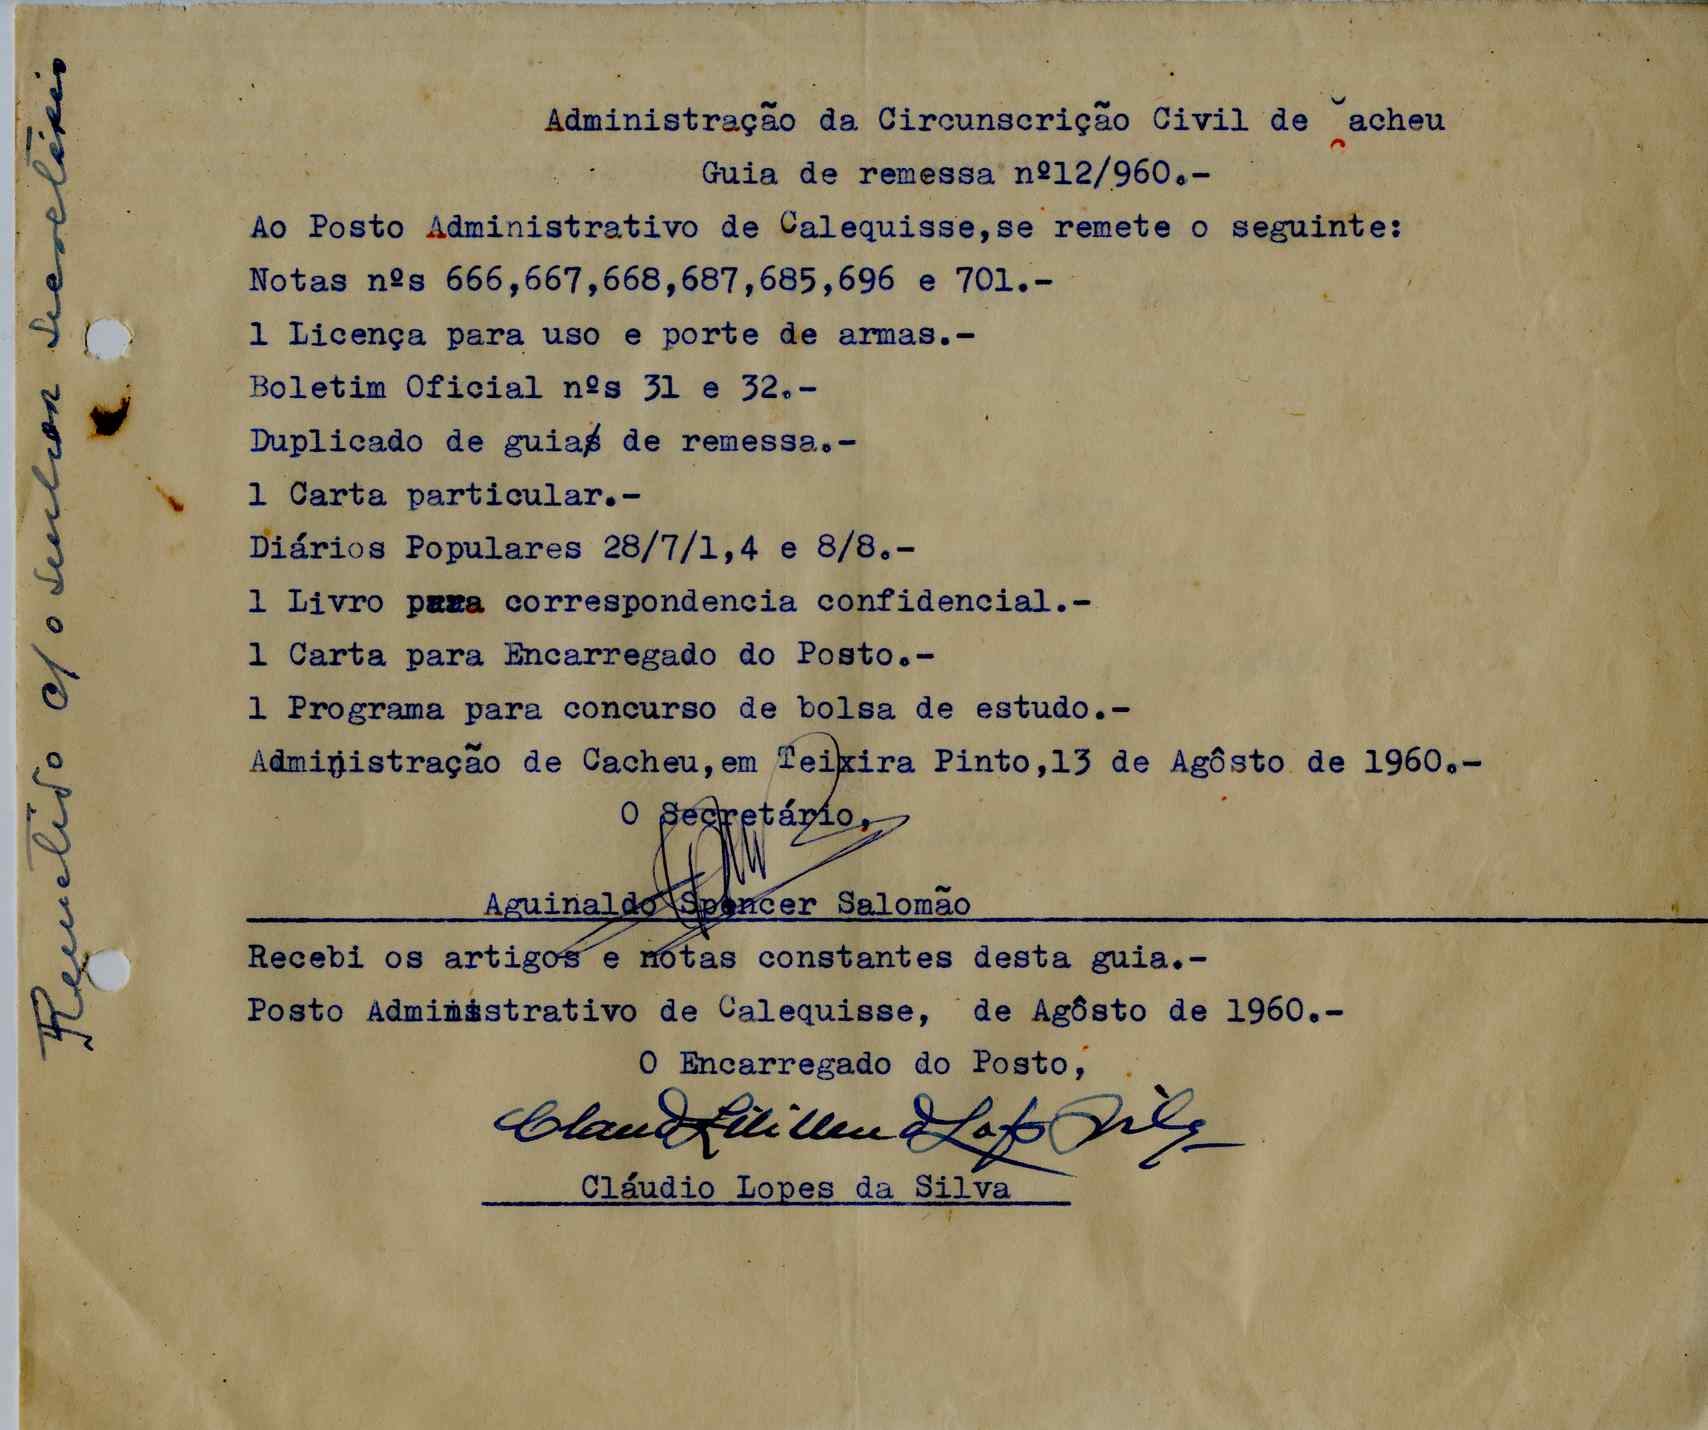 Administração da Circunscrição Civil de Cacheu
Guia de remessa nº12/960.-
Ao Posto Administrativo de Calequisse,se remete o seguinte:
Notas nºs 666,667,668,687,685,696 e 701.-
1 Licença para uso e porte de armas.-
Boletim Oficial nºs 31 e 32.-
Duplicado de guia de remessa.-
1 Carta particular.-
Diários Populares 28/7/1,4 e 8/8.-
1 Livro para correspondencia confidencial.-
1 Carta para Encarregado do Posto.-
1 Programa para concurso de bolsa de estudo.-
Administração de Cacheu,em Teixira Pinto,13 de Agôsto de 1960.-
O Secretário,
Aguinaldo Spencer Salomão
Recebi os artigos e notas constantes desta guia.-
Posto Administrativo de Calequisse, de Agôsto de 1960.-
O Encarregado do Posto,
Cláudio Lopes da Silva
Remetido p/ o senhor secretário